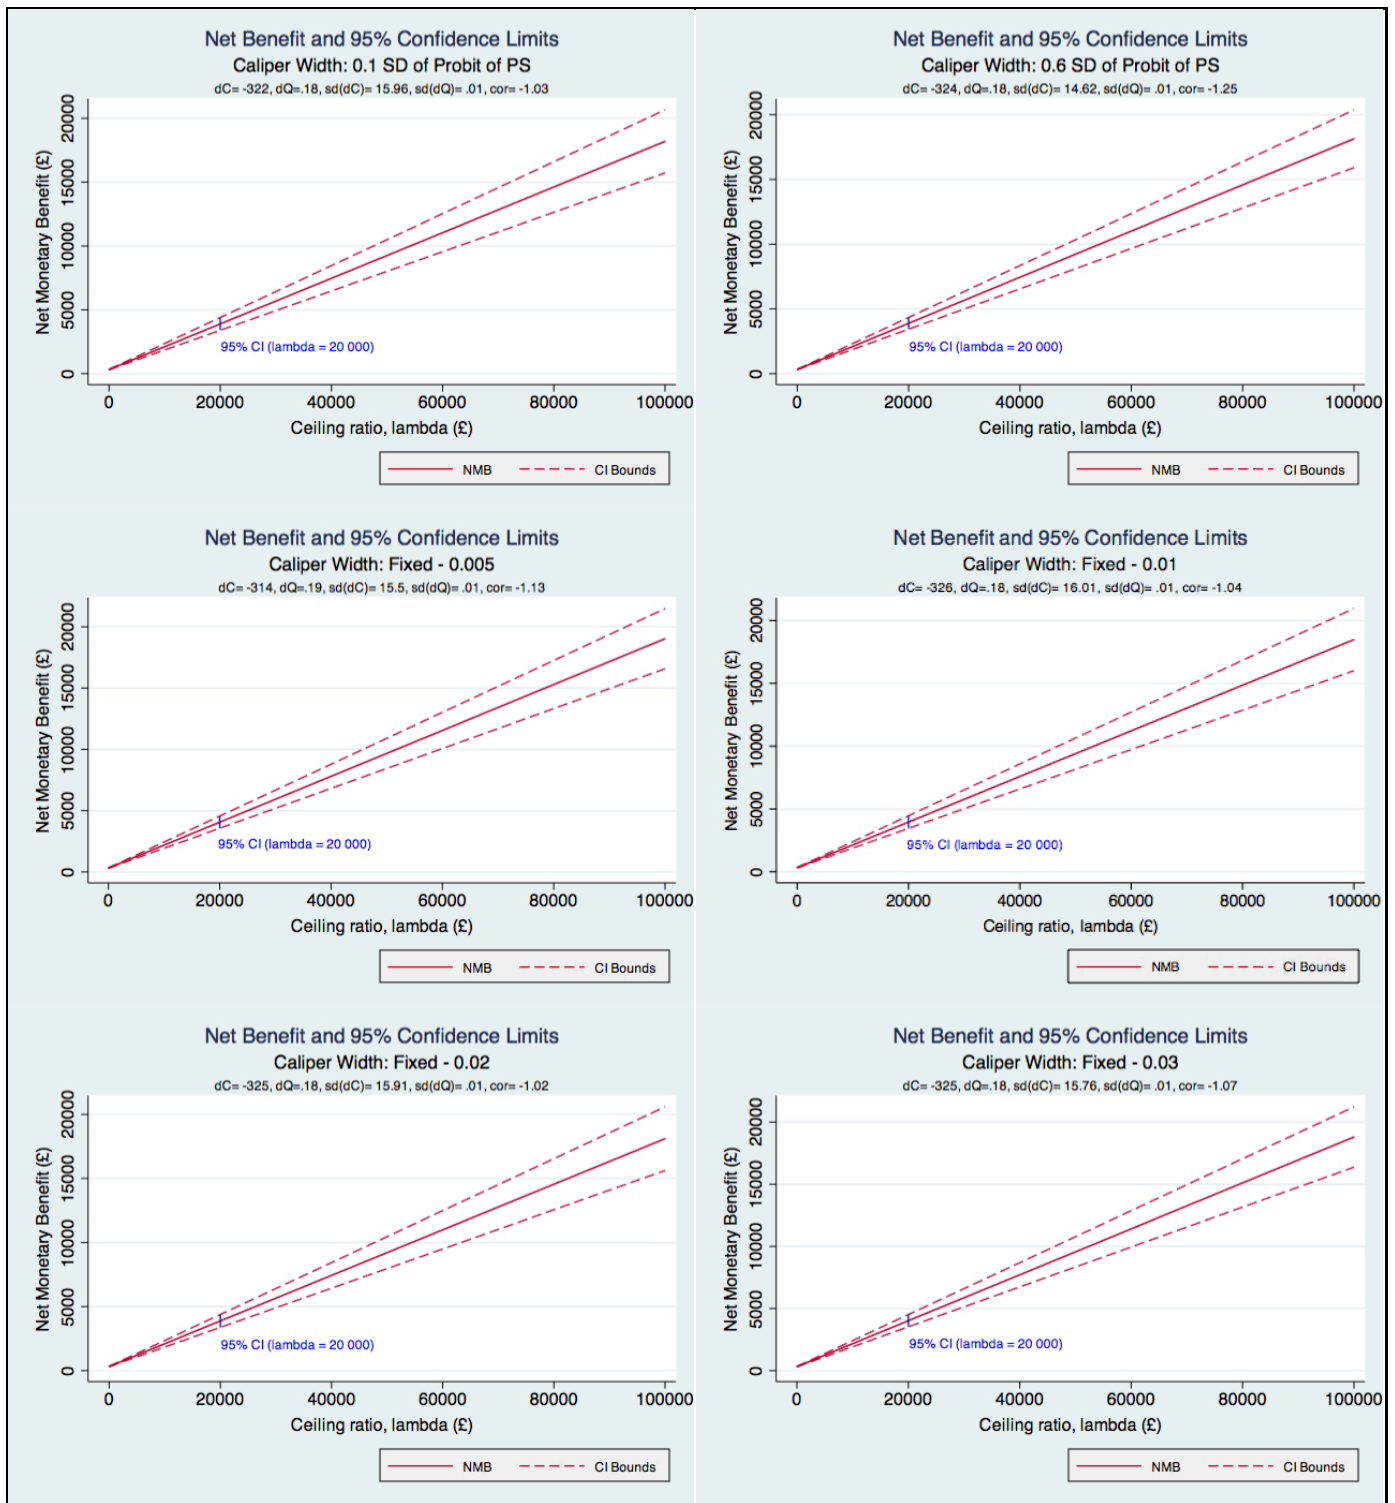 Net Benefit and 95% Confidence Limits
Caliper Width: 0.1 SD of Probit of PS
dC= -322, dQ=.18, sd(dC)= 15.96, sd(dQ)= .01, cor= -1.03
Net Monetary Benefit (£)
20000
15000
10000
5000
0
95% CI (lambda = 20 000)
0 20000 40000 60000 80000 100000
Ceiling ratio, lambda (£)
NMB CI Bounds
Net Benefit and 95% Confidence Limits
Caliper Width: 0.6 SD of Probit of PS
dC= -324, dQ=.18, sd(dC)= 14.62, sd(dQ)= .01, cor= -1.25
Net Monetary Benefit (£)
20000
15000
10000
5000
0
95% CI (lambda = 20 000)
0 20000 40000 60000 80000 100000
Ceiling ratio, lambda (£)
NMB CI Bounds
Net Benefit and 95% Confidence Limits
Caliper Width: Fixed - 0.005
dC= -314, dQ=.19, sd(dC)= 15.5, sd(dQ)= .01, cor= -1.13
Net Monetary Benefit (£)
20000
15000
10000
5000
0
95% CI (lambda = 20 000)
0 20000 40000 60000 80000 100000
Ceiling ratio, lambda (£)
NMB CI Bounds
Net Benefit and 95% Confidence Limits
Caliper Width: Fixed - 0.01
dC= -326, dQ=.18, sd(dC)= 16.01, sd(dQ)= .01, cor= -1.04
Net Monetary Benefit (£)
20000
15000
10000
5000
0
95% CI (lambda = 20 000)
0 20000 40000 60000 80000 100000
Ceiling ratio, lambda (£)
NMB CI Bounds
Net Benefit and 95% Confidence Limits
Caliper Width: Fixed - 0.02
dC= -325, dQ=.18, sd(dC)= 15.91, sd(dQ)= .01, cor= -1.02
Net Monetary Benefit (£)
20000
15000
10000
5000
0
95% CI (lambda = 20 000)
0 20000 40000 60000 80000 100000
Ceiling ratio, lambda (£)
NMB CI Bounds
Net Benefit and 95% Confidence Limits
Caliper Width: Fixed - 0.03
dC= -325, dQ=.18, sd(dC)= 15.76, sd(dQ)= .01, cor= -1.07
Net Monetary Benefit (£)
20000
15000
10000
5000
0
95% CI (lambda = 20 000)
0 20000 40000 60000 80000 100000
Ceiling ratio, lambda (£)
NMB CI Bounds